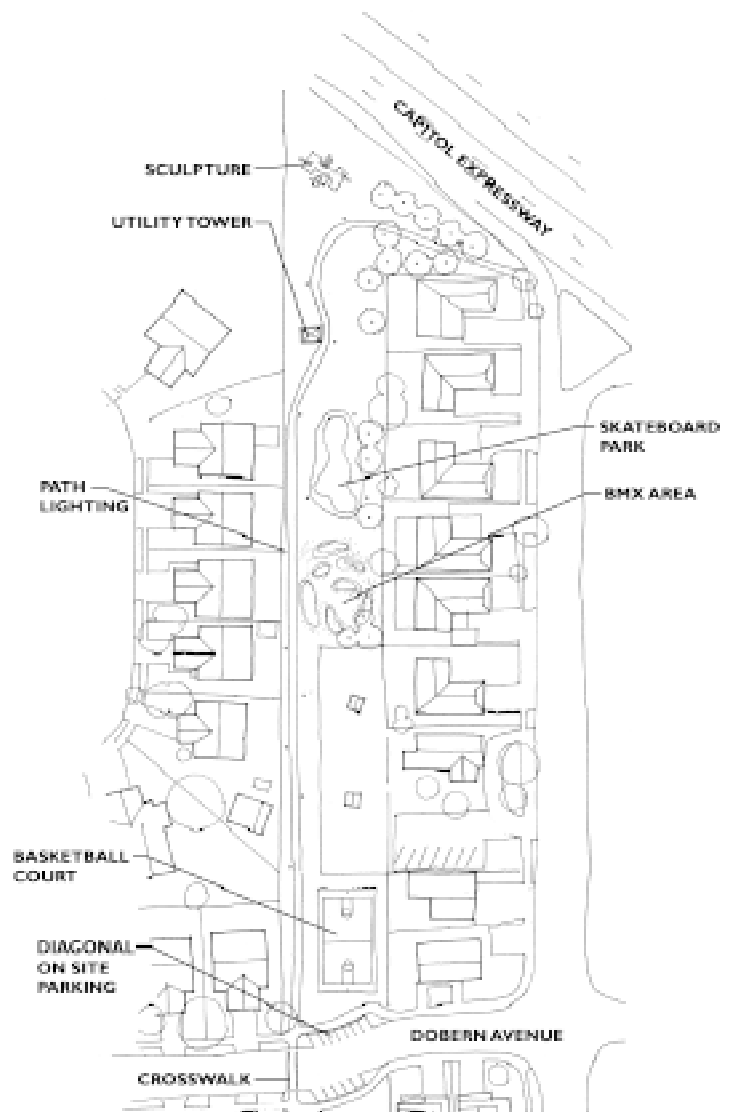 CAPITOL EXPRESSWAY
SCULPTURE
UTILITY TOWER
SKATEBOARD
PARK
PATH
LIGHTING
BMX AREA
BASKETBALL
COURT
DIAGONAL
ON SITE
PARKING
DOBERN AVENUE
CROSSWALK